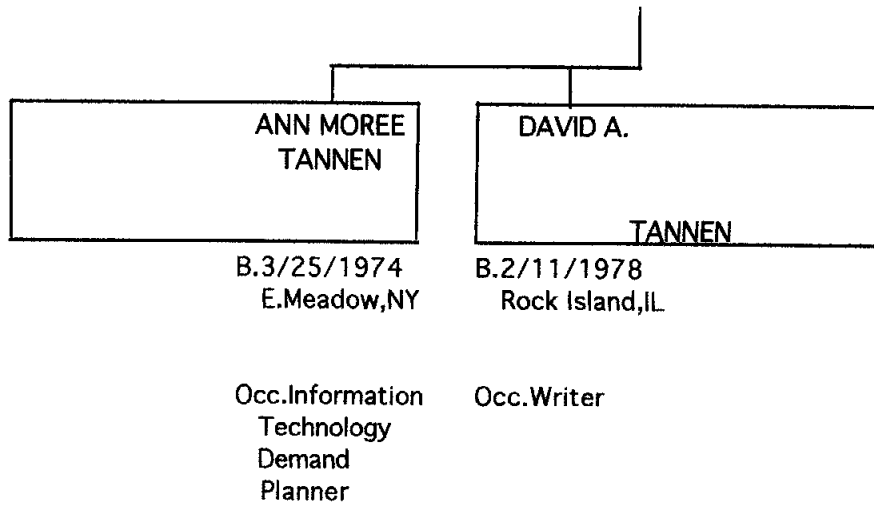 ANN MOREE
TANNEN
B.3/25/1974
E.Meadow,NY
Occ.Information
Technology
Demand
Planner
DAVID A.
TANNEN
B.2/11/1978
Rock Island,IL
Occ.Writer